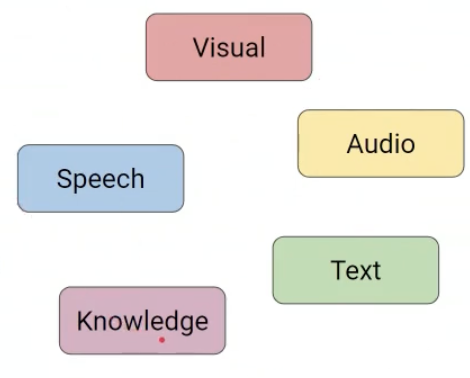 Visual
Audio
Speech
Text
Knowledge